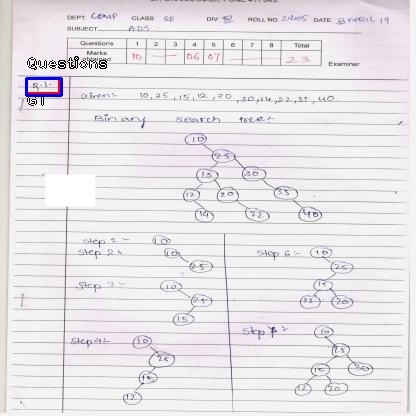 DEPT. COMP CLASS SE DIV ROLL NO. DATE 8 APRIL 19
SUBJECT ADS
Questions 1 2 3 4 5 6 7 8 Total
Marks 10 — 06 07 23
Examiner
Questions
Q.1.
Given:- 10, 25, 15, 12, 20, 30, 14, 22, 35, 40.
Binary search tree:-
10
25
15 30
12 20 35
14 22 40
Step 1:- 10
Step 2:- 10
25
Step 3:- 10
25
15
Step 4:- 10
25
15
12
Step 6:- 10
25
15
12 20
Step 7:- 10
25
15 30
12 20